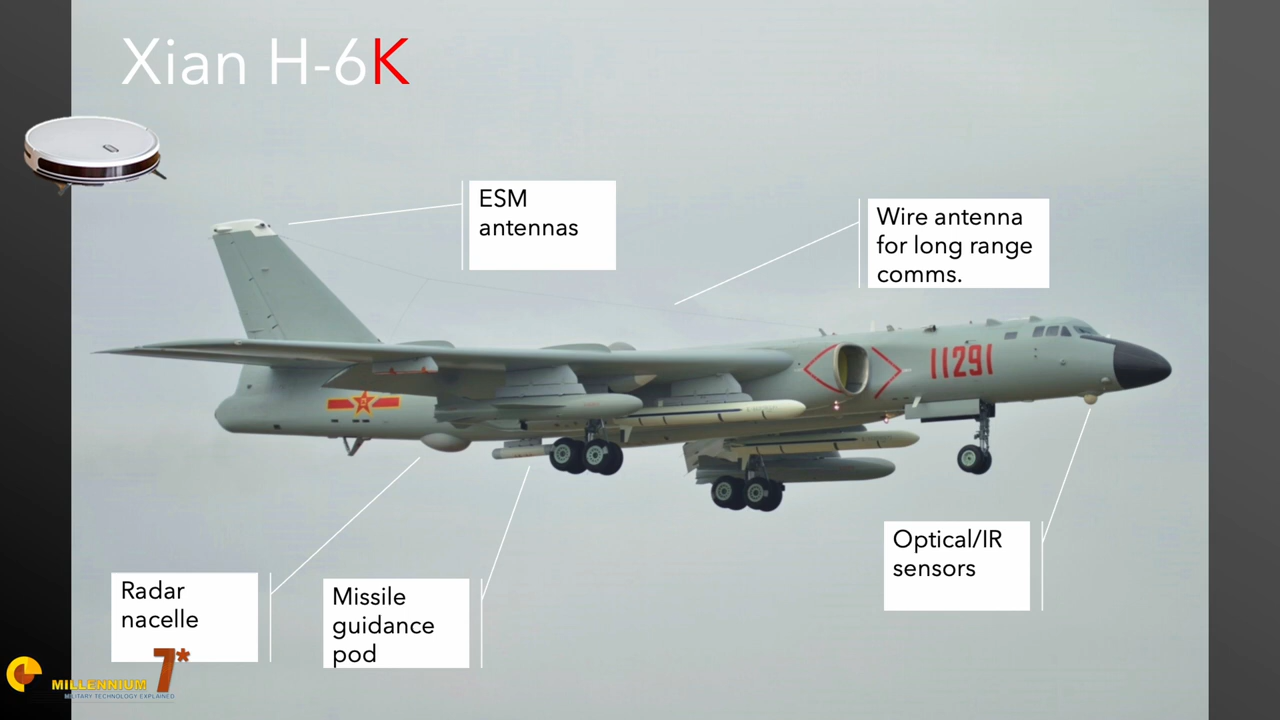 Xian H-6K
ESM
antennas
Wire antenna
for long range
comms.
11291
Optical/IR
sensors
Radar
nacelle
Missile
guidance
pod
7*
MILLENNIUM
MILITARY TECHNOLOGY EXPLAINED